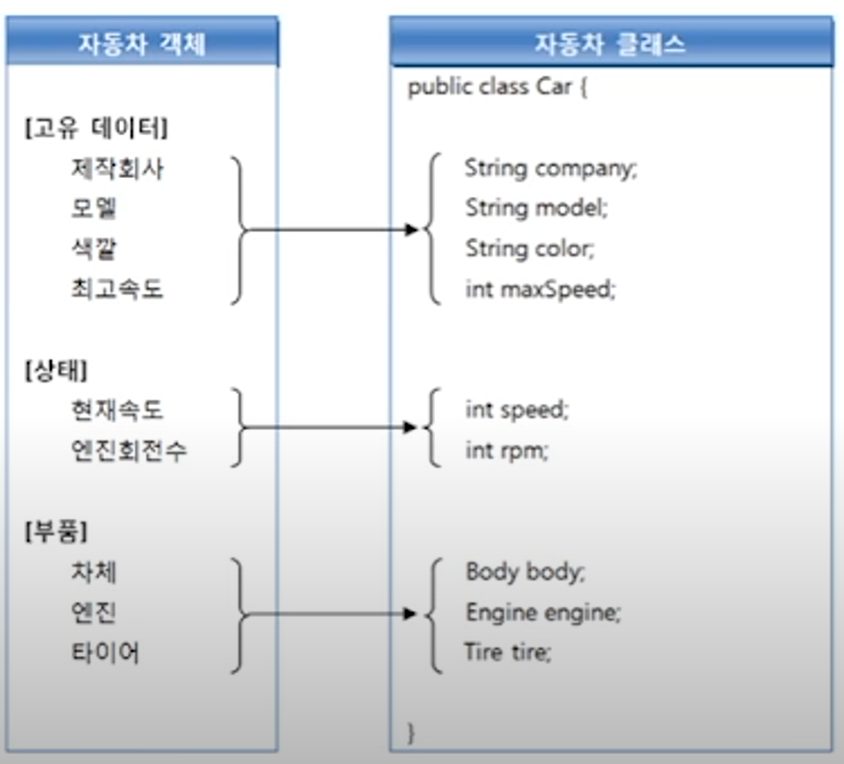 자동차 객체
[고유 데이터]
제작회사
모델
색깔
최고속도
[상태]
현재속도
엔진회전수
[부품]
차체
엔진
타이어
자동차 클래스
public class Car {
String company;
String model;
String color;
int maxSpeed;
int speed;
int rpm;
Body body;
Engine engine;
Tire tire;
}